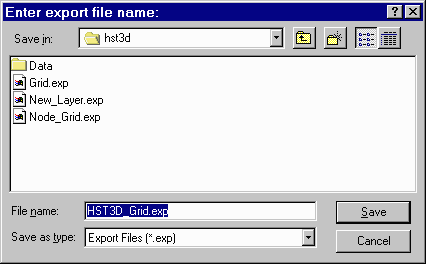 Enter export file name:
Save in: hst3d
Data
Grid.exp
New_Layer.exp
Node_Grid.exp
File name: HST3D_Grid.exp Save
Save as type: Export Files (*.exp) Cancel